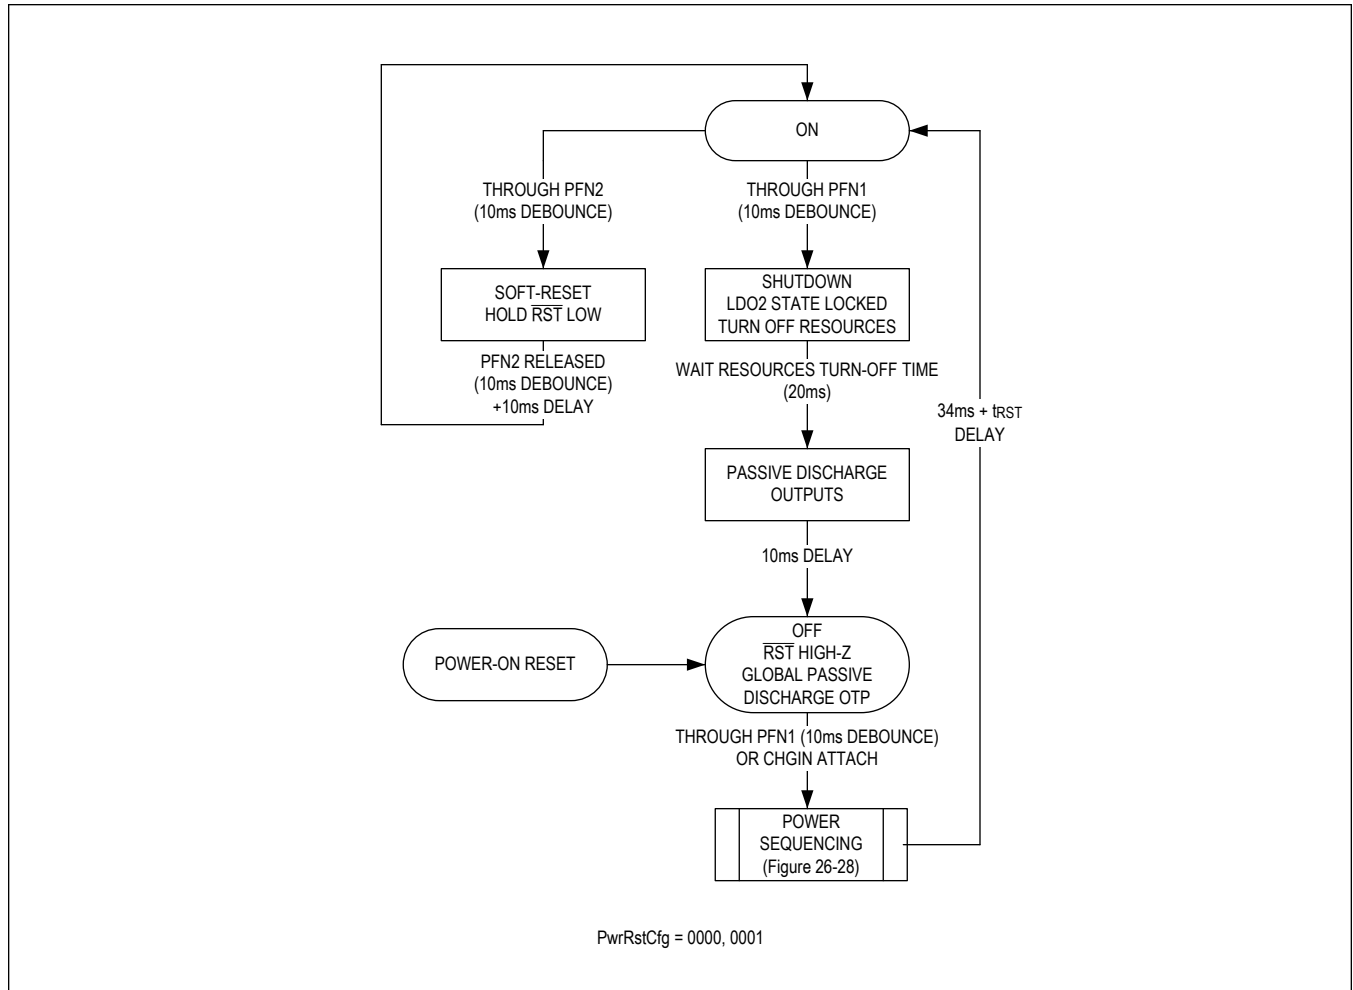 ON
THROUGH PFN2
(10ms DEBOUNCE)
THROUGH PFN1
(10ms DEBOUNCE)
SOFT-RESET
HOLD R̅S̅T̅ LOW
SHUTDOWN
LDO2 STATE LOCKED
TURN OFF RESOURCES
PFN2 RELEASED
(10ms DEBOUNCE)
+10ms DELAY
WAIT RESOURCES TURN-OFF TIME
(20ms)
34ms + tRST
DELAY
PASSIVE DISCHARGE
OUTPUTS
10ms DELAY
POWER-ON RESET
OFF
R̅S̅T̅ HIGH-Z
GLOBAL PASSIVE
DISCHARGE OTP
THROUGH PFN1 (10ms DEBOUNCE)
OR CHGIN ATTACH
POWER
SEQUENCING
(Figure 26-28)
PwrRstCfg = 0000, 0001